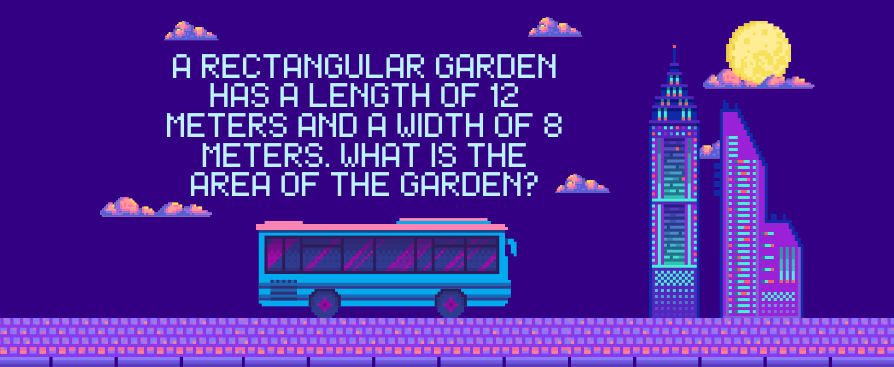 A RECTANGULAR GARDEN
HAS A LENGTH OF 12
METERS AND A WIDTH OF 8
METERS. WHAT IS THE
AREA OF THE GARDEN?